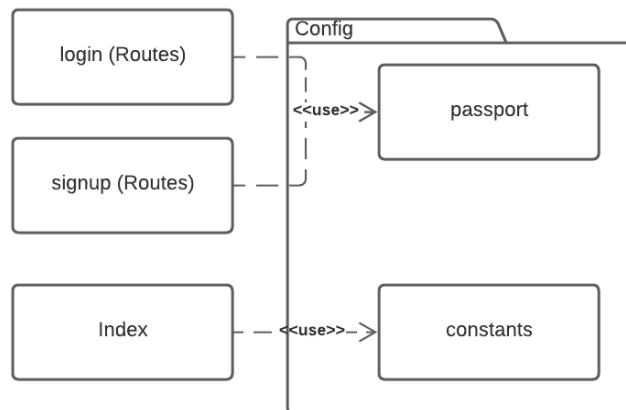 Config
login (Routes)
<<use>>
passport
signup (Routes)
Index
<<use>>
constants